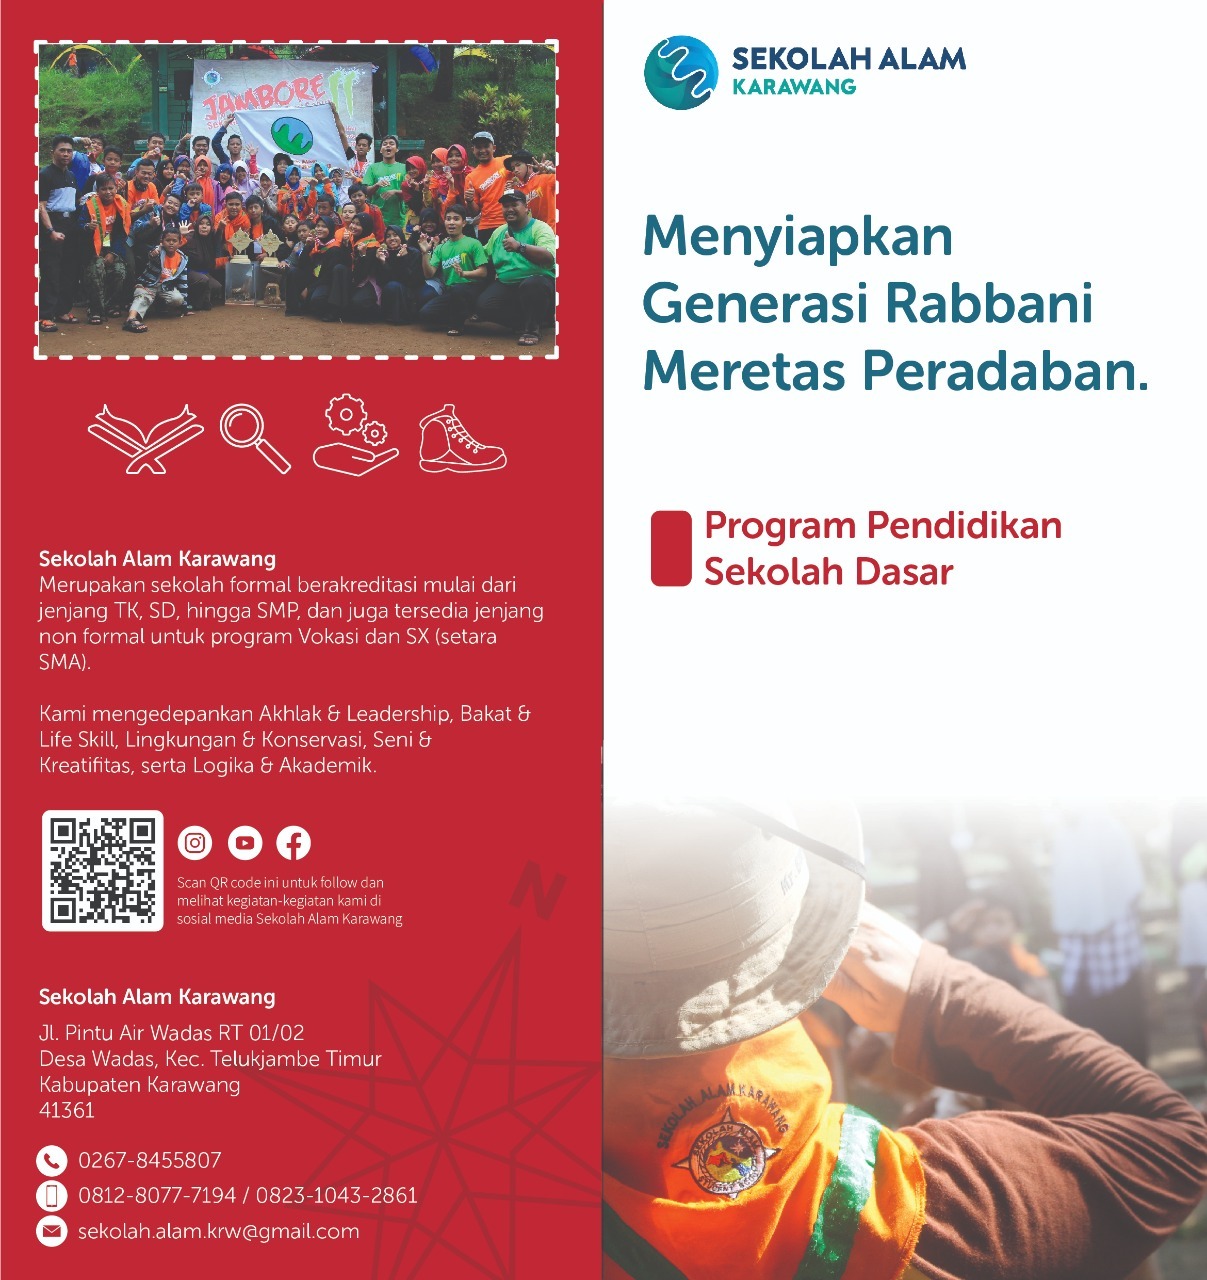 JAMBORE
Sekolah Alam Karawang
Merupakan sekolah formal berakreditasi mulai dari
jenjang TK, SD, hingga SMP, dan juga tersedia jenjang
non formal untuk program Vokasi dan SX (setara
SMA).
Kami mengedepankan Akhlak & Leadership, Bakat &
Life Skill, Lingkungan & Konservasi, Seni &
Kreatifitas, serta Logika & Akademik.
Scan QR code ini untuk follow dan
melihat kegiatan-kegiatan kami di
sosial media Sekolah Alam Karawang
N
Sekolah Alam Karawang
Jl. Pintu Air Wadas RT 01/02
Desa Wadas, Kec. Telukjambe Timur
Kabupaten Karawang
41361
0267-8455807
0812-8077-7194 / 0823-1043-2861
sekolah.alam.krw@gmail.com
SEKOLAH ALAM
KARAWANG
Menyiapkan
Generasi Rabbani
Meretas Peradaban.
Program Pendidikan
Sekolah Dasar
SEKOLAH ALAM KARAWANG
SEKOLAH ALAM